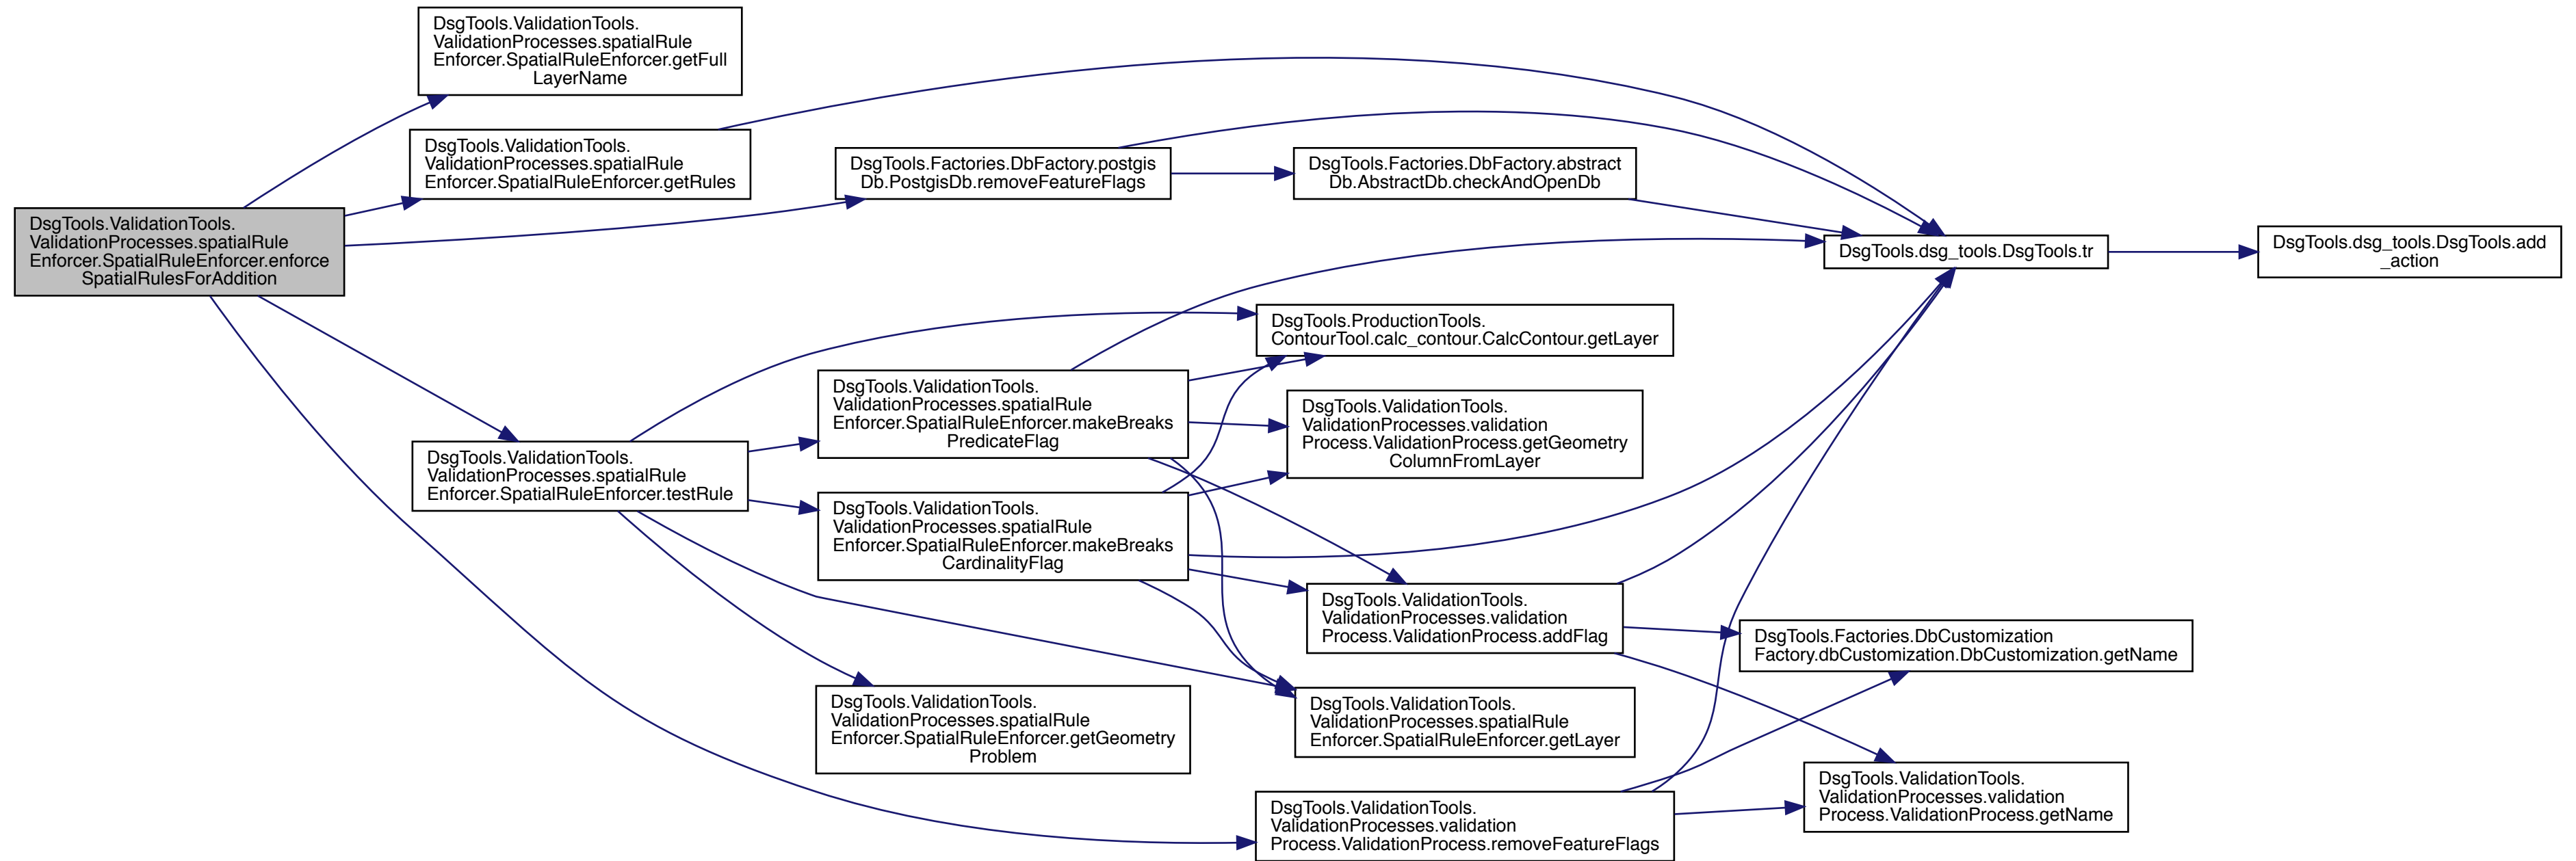 DsgTools.ValidationTools.
ValidationProcesses.spatialRule
Enforcer.SpatialRuleEnforcer.enforce
SpatialRulesForAddition
DsgTools.ValidationTools.
ValidationProcesses.spatialRule
Enforcer.SpatialRuleEnforcer.getFull
LayerName
DsgTools.ValidationTools.
ValidationProcesses.spatialRule
Enforcer.SpatialRuleEnforcer.getRules
DsgTools.Factories.DbFactory.postgis
Db.PostgisDb.removeFeatureFlags
DsgTools.Factories.DbFactory.abstract
Db.AbstractDb.checkAndOpenDb
DsgTools.dsg_tools.DsgTools.tr
DsgTools.dsg_tools.DsgTools.add
_action
DsgTools.ValidationTools.
ValidationProcesses.spatialRule
Enforcer.SpatialRuleEnforcer.testRule
DsgTools.ProductionTools.
ContourTool.calc_contour.CalcContour.getLayer
DsgTools.ValidationTools.
ValidationProcesses.spatialRule
Enforcer.SpatialRuleEnforcer.makeBreaks
PredicateFlag
DsgTools.ValidationTools.
ValidationProcesses.validation
Process.ValidationProcess.getGeometry
ColumnFromLayer
DsgTools.ValidationTools.
ValidationProcesses.spatialRule
Enforcer.SpatialRuleEnforcer.makeBreaks
CardinalityFlag
DsgTools.ValidationTools.
ValidationProcesses.validation
Process.ValidationProcess.addFlag
DsgTools.Factories.DbCustomization
Factory.dbCustomization.DbCustomization.getName
DsgTools.ValidationTools.
ValidationProcesses.spatialRule
Enforcer.SpatialRuleEnforcer.getGeometry
Problem
DsgTools.ValidationTools.
ValidationProcesses.spatialRule
Enforcer.SpatialRuleEnforcer.getLayer
DsgTools.ValidationTools.
ValidationProcesses.validation
Process.ValidationProcess.getName
DsgTools.ValidationTools.
ValidationProcesses.validation
Process.ValidationProcess.removeFeatureFlags